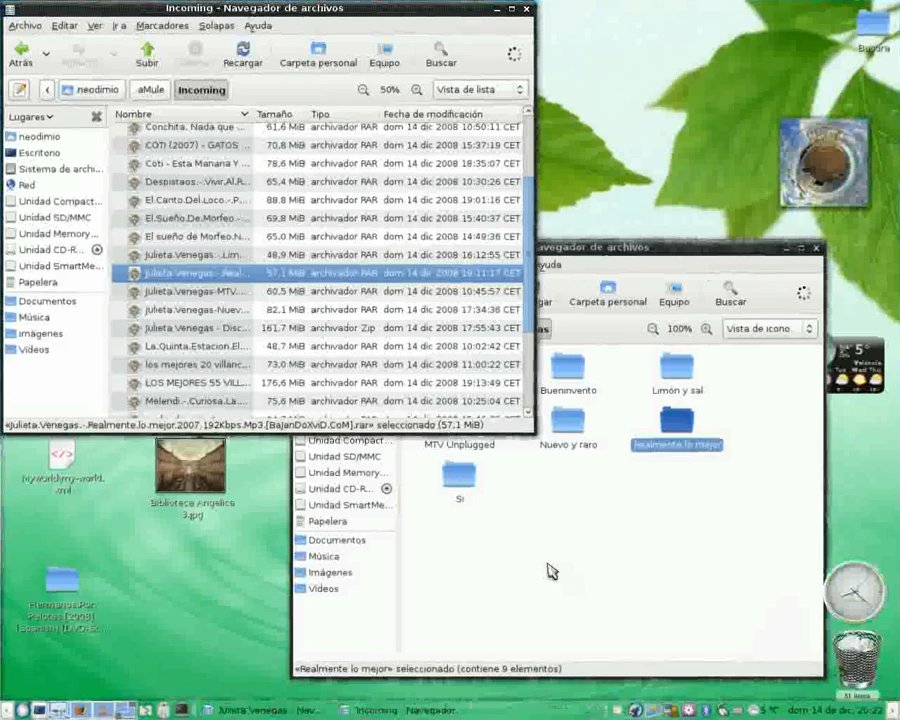 Incoming - Navegador de archivos
Archivo Editar Ver Ir a Marcadores Solapas Ayuda
Atrás Subir Recargar Carpeta personal Equipo Buscar
neodimio aMule Incoming 50% Vista de lista
Lugares Nombre Tamaño Tipo Fecha de modificación
neodimio
Escritorio
Sistema de archi...
Red
Unidad Compact...
Unidad SD/MMC
Unidad Memory...
Unidad CD-R...
Unidad SmartMe...
Papelera
Documentos
Música
Imágenes
Vídeos
Conchita. Nada que ... 61,6 MiB archivador RAR dom 14 dic 2008 10:50:11 CET
COTI (2007) - GATOS ... 70,8 MiB archivador RAR dom 14 dic 2008 15:37:19 CET
Coti - Esta Manana Y ... 78,6 MiB archivador RAR dom 14 dic 2008 18:35:07 CET
Despistaos.-.Vivir.Al.R... 65,4 MiB archivador RAR dom 14 dic 2008 10:30:26 CET
El.Canto.Del.Loco.-.P... 88,8 MiB archivador RAR dom 14 dic 2008 19:01:16 CET
El.Sueño.De.Morfeo.-... 69,8 MiB archivador RAR dom 14 dic 2008 15:40:37 CET
El sueño de Morfeo.N... 65,0 MiB archivador RAR dom 14 dic 2008 14:49:36 CET
Julieta.Venegas.-.Lim... 48,9 MiB archivador RAR dom 14 dic 2008 16:12:55 CET
Julieta.Venegas.-.Real... 57,1 MiB archivador RAR dom 14 dic 2008 19:11:17 CET
Julieta.Venegas-MTV... 60,5 MiB archivador RAR dom 14 dic 2008 10:45:57 CET
Julieta.Venegas-Nuev... 82,1 MiB archivador RAR dom 14 dic 2008 17:34:36 CET
Julieta Venegas - Disc... 161,7 MiB archivador Zip dom 14 dic 2008 17:55:43 CET
La.Quinta.Estacion.El... 48,7 MiB archivador RAR dom 14 dic 2008 10:02:42 CET
los mejores 20 villanc... 73,0 MiB archivador RAR dom 14 dic 2008 11:00:22 CET
LOS MEJORES 55 VILL... 176,6 MiB archivador RAR dom 14 dic 2008 19:13:49 CET
Melendi.-.Curiosa.La... 75,6 MiB archivador RAR dom 14 dic 2008 10:25:04 CET
«Julieta.Venegas.-.Realmente.lo.mejor.2007.192Kbps.Mp3.[BajanDoXviD.CoM].rar» seleccionado (57,1 MiB)
avegador de archivos
Ayuda
gar Carpeta personal Equipo Buscar
as 100% Vista de icono...
Bueninvento Limón y sal
MTV Unplugged Nuevo y raro Realmente lo mejor
Si
Unidad Compact...
Unidad SD/MMC
Unidad Memory...
Unidad CD-R...
Unidad SmartMe...
Papelera
Documentos
Música
Imágenes
Vídeos
«Realmente lo mejor» seleccionado (contiene 9 elementos)
Biblioteca Angelica
3.jpg
Hermanos.Por.
Pelotas.[2008]
5°
Valencia
Tu Wed Thu
Julieta Venegas - Nav...
Incoming - Navegador...
5 °C
dom 14 de dic, 20:22